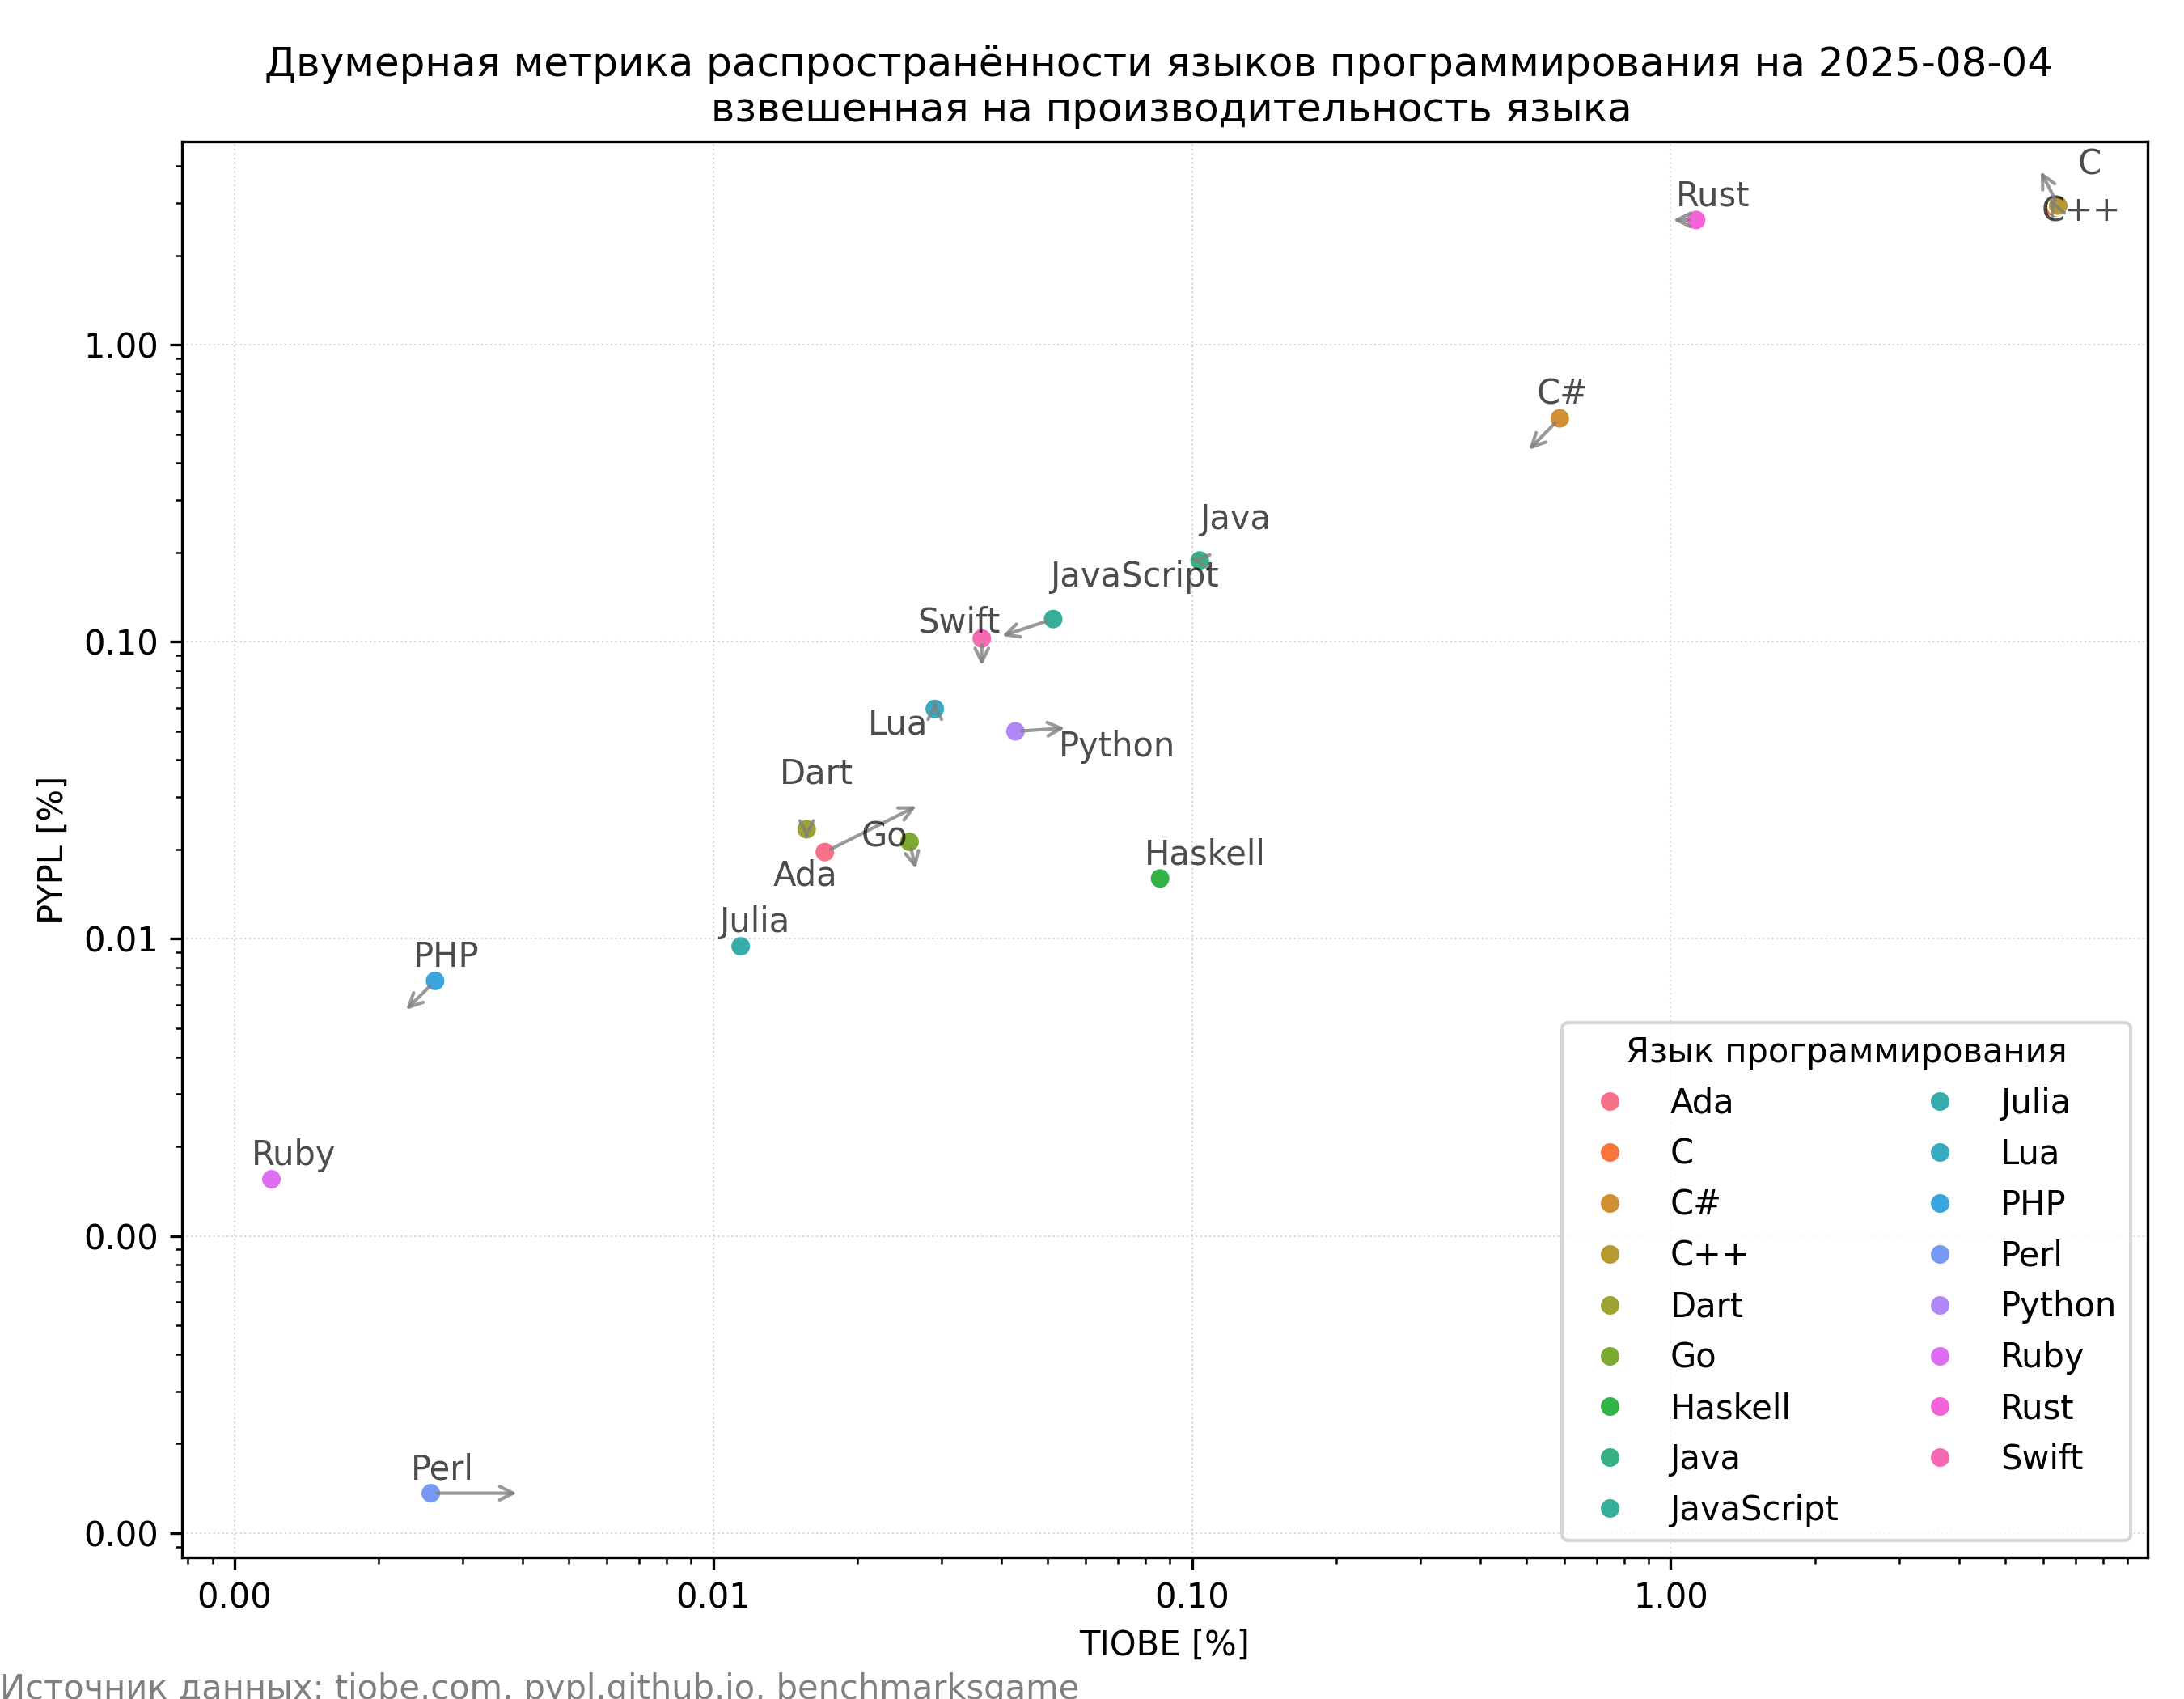 Двумерная метрика распространённости языков программирования на 2025-08-04
взвешенная на производительность языка
C
Rust
C++
1.00
C#
Java
JavaScript
Swift
0.10
Lua
Python
Dart
Go
Haskell
Ada
Julia
0.01
PHP
Ruby
0.00
Perl
0.00
PYPL [%]
Язык программирования
Ada
C
C#
C++
Dart
Go
Haskell
Java
JavaScript
Julia
Lua
PHP
Perl
Python
Ruby
Rust
Swift
0.00 0.01 0.10 1.00
TIOBE [%]
Источник данных: tiobe.com, pypl.github.io, benchmarksgame